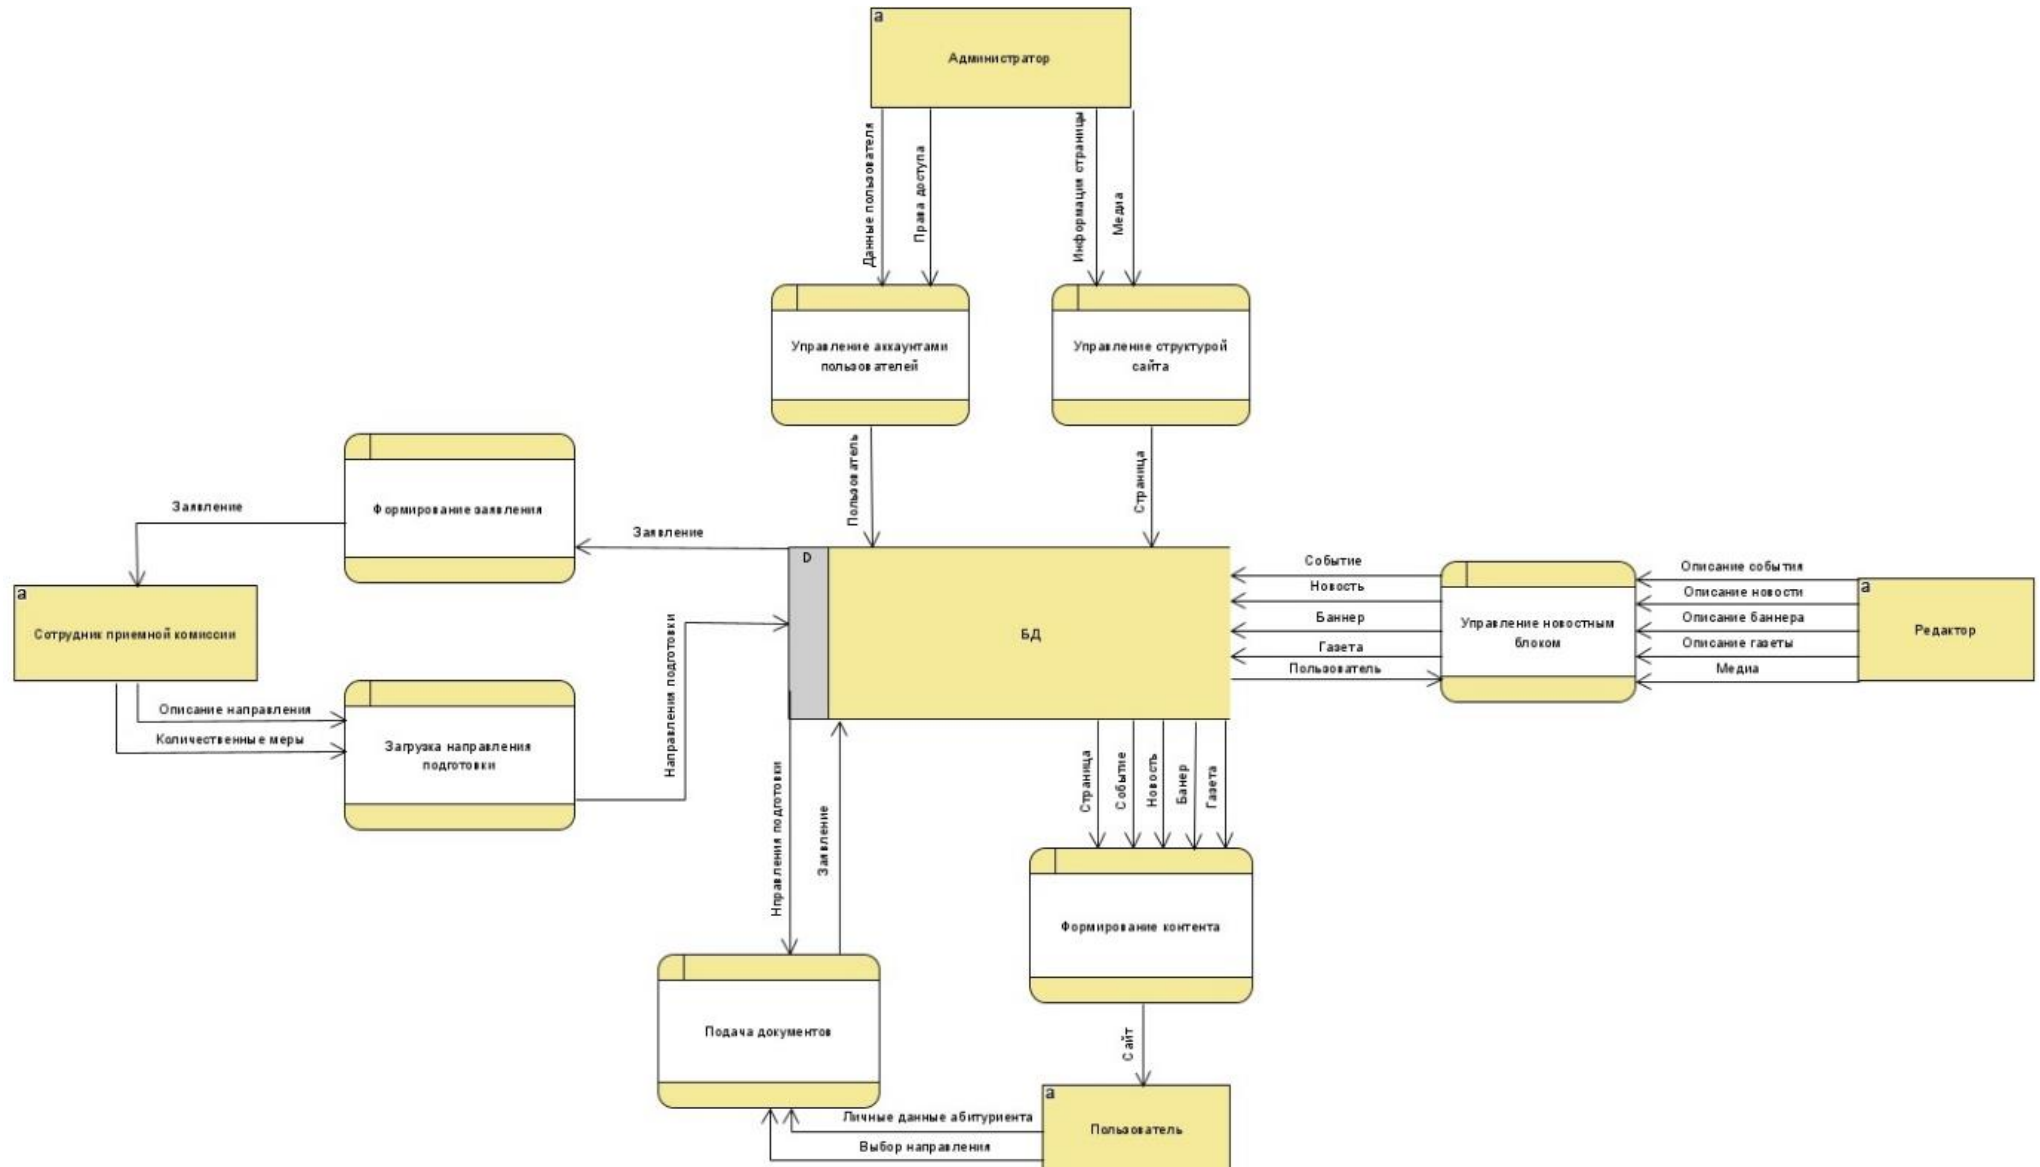 a
Администратор
Данные пользователя
Права доступа
Информация страницы
Медиа
Управление аккаунтами
пользователей
Управление структурой
сайта
Пользователь
Страница
Формирование заявления
Заявление
Заявление
a
Сотрудник приемной комиссии
Описание направления
Количественные меры
Загрузка направления
подготовки
Направления подготовки
D
БД
Событие
Новость
Баннер
Газета
Пользователь
Управление новостным
блоком
Описание события
Описание новости
Описание баннера
Описание газеты
Медиа
a
Редактор
Нправления подготовки
Заявление
Страница
Событие
Новость
Банер
Газета
Формирование контента
Подача документов
Сайт
a
Пользователь
Личные данные абитуриента
Выбор направления